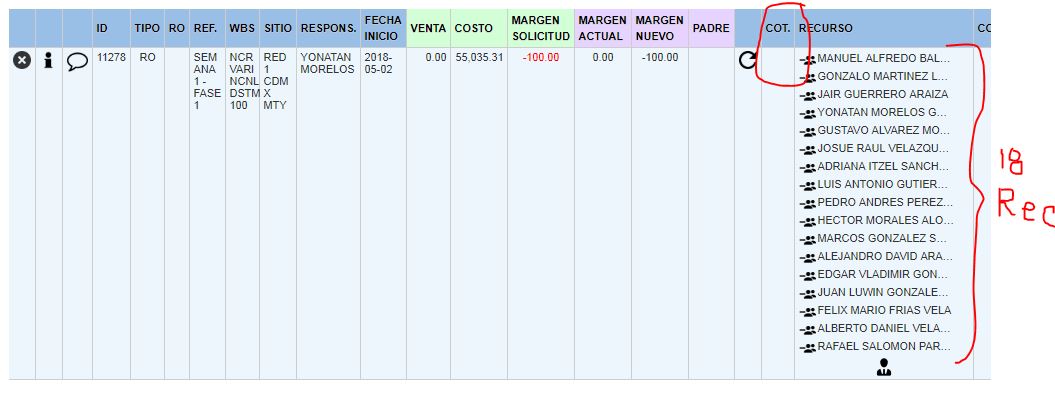 ID TIPO RO REF. WBS SITIO RESPONS. FECHA INICIO VENTA COSTO MARGEN SOLICITUD MARGEN ACTUAL MARGEN NUEVO PADRE COT. RECURSO CC
11278 RO SEM ANA 1 - FASE 1 NCR VARI NCNL DSTM 100 RED 1 CDM X MTY YONATAN MORELOS 2018-05-02 0.00 55,035.31 -100.00 0.00 -100.00
MANUEL ALFREDO BAL...
GONZALO MARTINEZ L...
JAIR GUERRERO ARAIZA
YONATAN MORELOS G...
GUSTAVO ALVAREZ MO...
JOSUE RAUL VELAZQU...
ADRIANA ITZEL SANCH...
LUIS ANTONIO GUTIER...
PEDRO ANDRES PEREZ...
HECTOR MORALES ALO...
MARCOS GONZALEZ S...
ALEJANDRO DAVID ARA...
EDGAR VLADIMIR GON...
JUAN LUWIN GONZALE...
FELIX MARIO FRIAS VELA
ALBERTO DANIEL VELA...
RAFAEL SALOMON PAR...
18
Rec